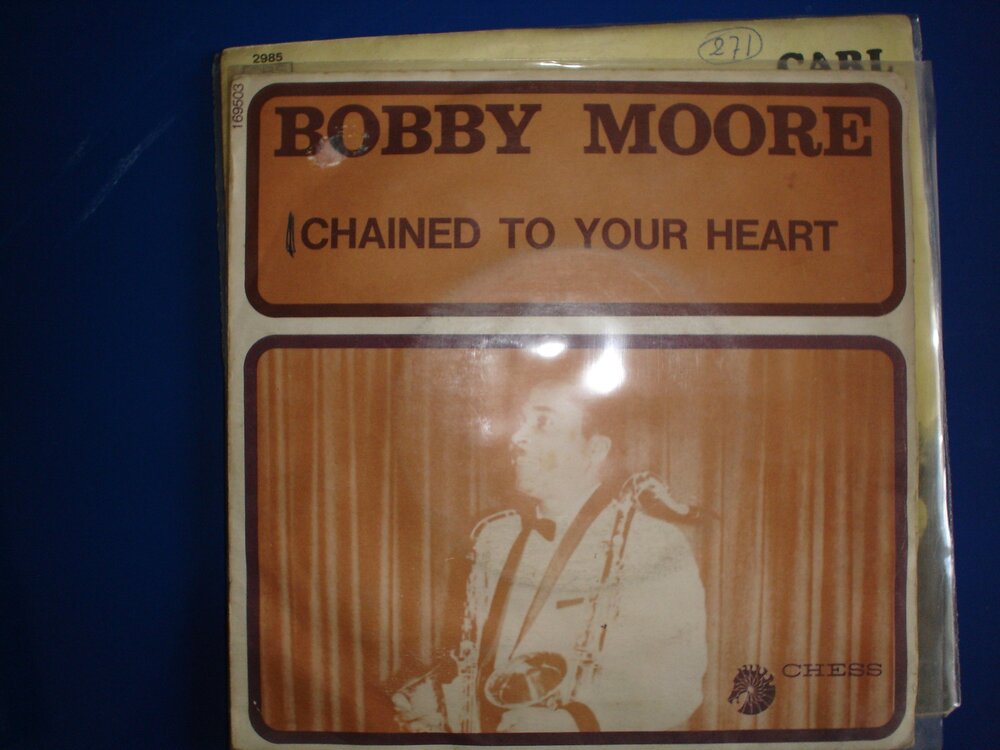 2985
271
CARL
169503
BOBBY MOORE
CHAINED TO YOUR HEART
CHESS